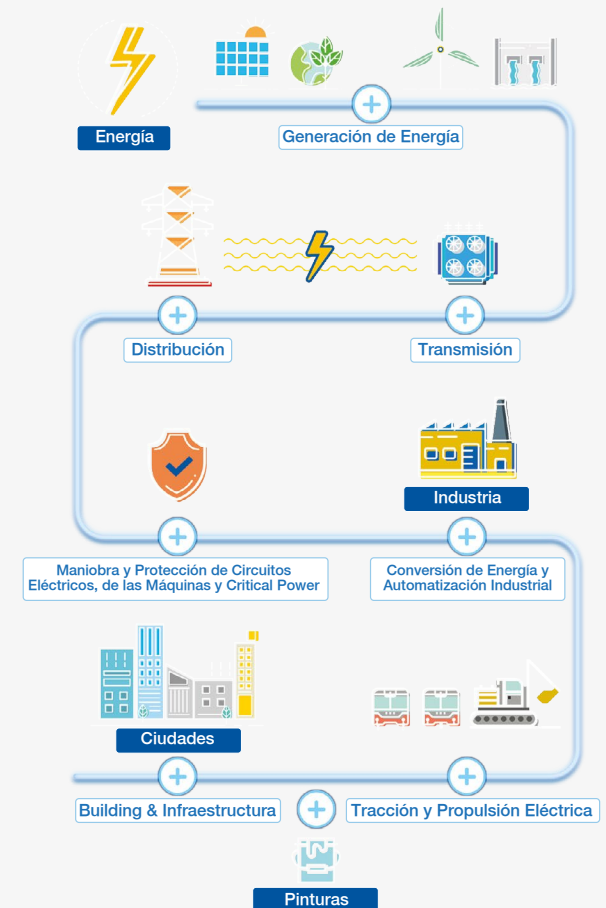 Energía
Generación de Energía
Distribución
Transmisión
Industria
Maniobra y Protección de Circuitos
Eléctricos, de las Máquinas y Critical Power
Conversión de Energía y
Automatización Industrial
Ciudades
Building & Infraestructura
Tracción y Propulsión Eléctrica
Pinturas